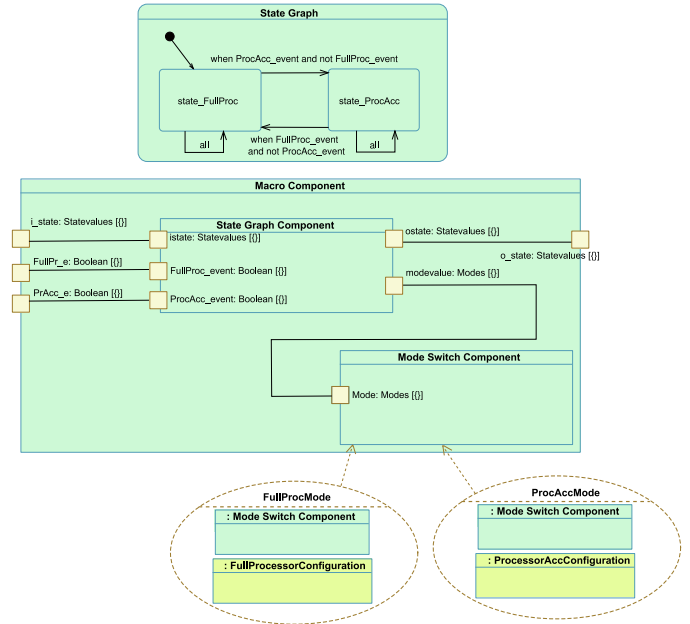 State Graph
when ProcAcc_event and not FullProc_event
state_FullProc
state_ProcAcc
all
when FullProc_event
and not ProcAcc_event
all
Macro Component
i_state: Statevalues [{}]
State Graph Component
istate: Statevalues [{}]
ostate: Statevalues [{}]
o_state: Statevalues [{}]
FullPr_e: Boolean [{}]
FullProc_event: Boolean [{}]
modevalue: Modes [{}]
PrAcc_e: Boolean [{}]
ProcAcc_event: Boolean [{}]
Mode Switch Component
Mode: Modes [{}]
FullProcMode
: Mode Switch Component
: FullProcessorConfiguration
ProcAccMode
: Mode Switch Component
: ProcessorAccConfiguration